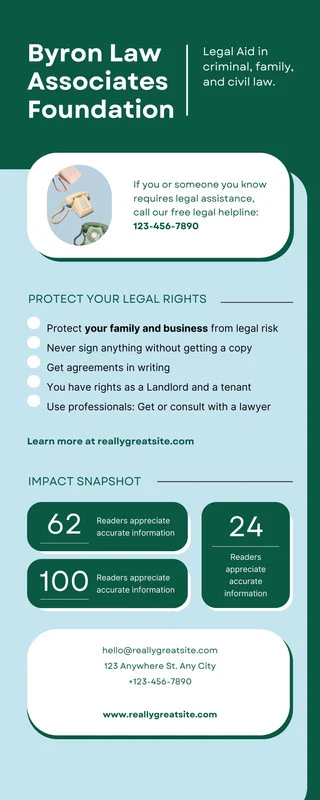 Byron Law
Associates
Foundation
Legal Aid in
criminal, family,
and civil law.
If you or someone you know
requires legal assistance,
call our free legal helpline:
123-456-7890
PROTECT YOUR LEGAL RIGHTS
Protect your family and business from legal risk
Never sign anything without getting a copy
Get agreements in writing
You have rights as a Landlord and a tenant
Use professionals: Get or consult with a lawyer
Learn more at reallygreatsite.com
IMPACT SNAPSHOT
62
Readers appreciate
accurate information
100
Readers appreciate
accurate information
24
Readers
appreciate
accurate
information
hello@reallygreatsite.com
123 Anywhere St. Any City
+123-456-7890
www.reallygreatsite.com